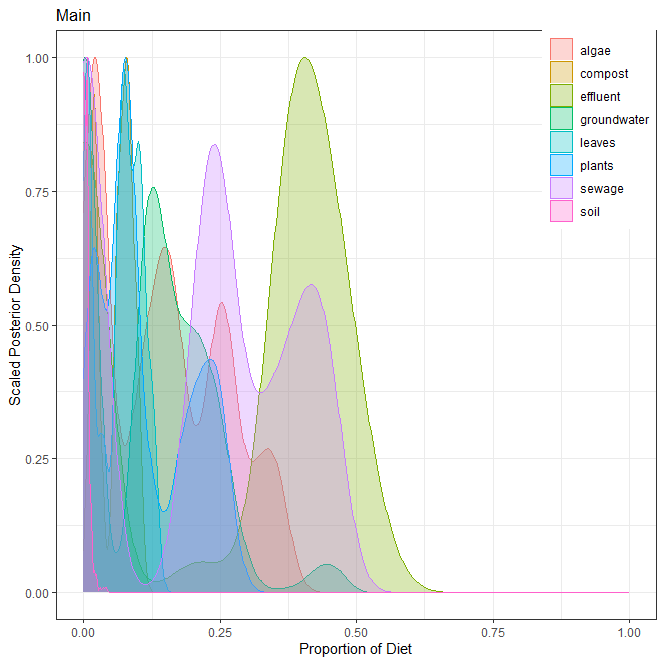 Main
1.00
0.75
0.50
0.25
0.00
Scaled Posterior Density
algae
compost
effluent
groundwater
leaves
plants
sewage
soil
0.00 0.25 0.50 0.75 1.00
Proportion of Diet